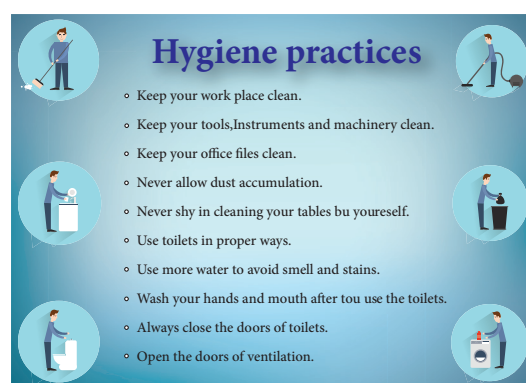 Hygiene practices
Keep your work place clean.
Keep your tools,Instruments and machinery clean.
Keep your office files clean.
Never allow dust accumulation.
Never shy in cleaning your tables bu youreself.
Use toilets in proper ways.
Use more water to avoid smell and stains.
Wash your hands and mouth after tou use the toilets.
Always close the doors of toilets.
Open the doors of ventilation.